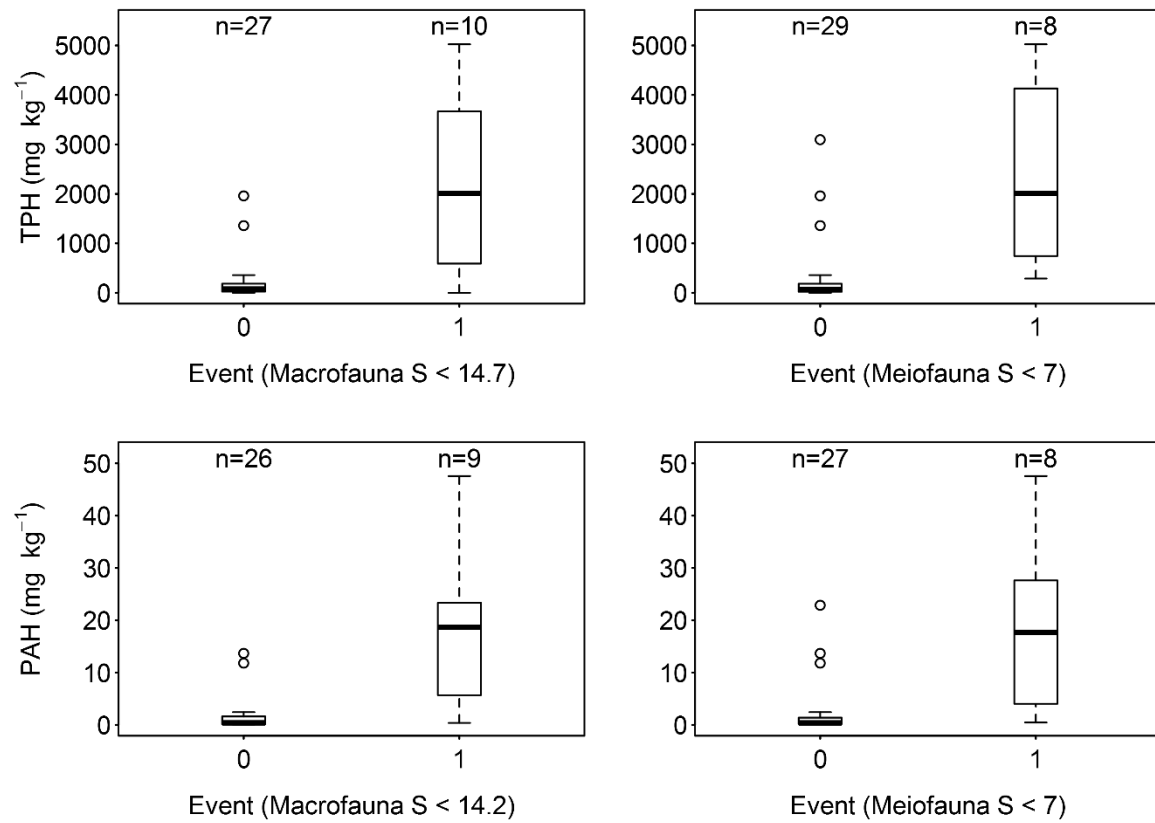 n=27 n=10
5000
4000
3000
2000
1000
0
TPH (mg kg⁻¹)
0 1
Event (Macrofauna S < 14.7)
n=29 n=8
5000
4000
3000
2000
1000
0
0 1
Event (Meiofauna S < 7)
n=26 n=9
50
40
30
20
10
0
PAH (mg kg⁻¹)
0 1
Event (Macrofauna S < 14.2)
n=27 n=8
50
40
30
20
10
0
0 1
Event (Meiofauna S < 7)